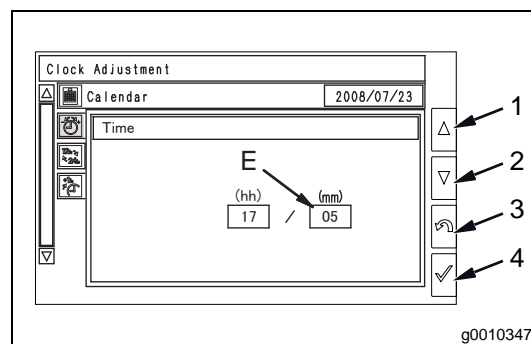 Clock Adjustment
Calendar 2008/07/23
Time
E
(hh) (mm)
17 / 05
1
2
3
4
g0010347